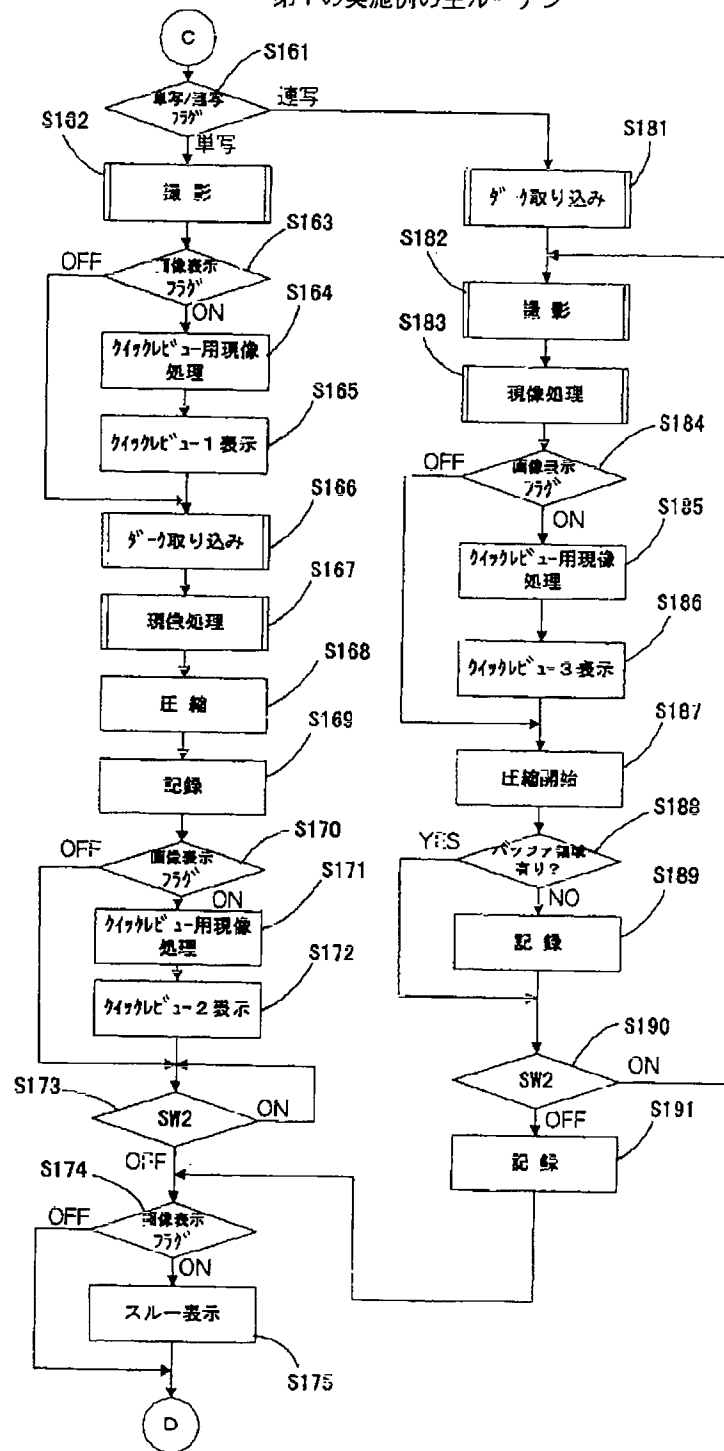 の実施例の主ルーチン
C
S161
単写/連写
フラグ
連写
単写
S162
撮影
S163
画像表示
フラグ
OFF
ON
S164
クイックレビュー用現像
処理
S165
クイックレビュー1表示
S166
ダーク取り込み
S167
現像処理
S168
圧縮
S169
記録
S170
画像表示
フラグ
OFF
ON
S171
クイックレビュー用現像
処理
S172
クイックレビュー2表示
S173
SW2
ON
OFF
S174
画像表示
フラグ
OFF
ON
スルー表示
S175
D
S181
ダーク取り込み
S182
撮影
S183
現像処理
S184
画像表示
フラグ
OFF
ON
S185
クイックレビュー用現像
処理
S186
クイックレビュー3表示
S187
圧縮開始
S188
バッファ領域
有り?
YES
NO
S189
記録
S190
SW2
ON
OFF
S191
記録